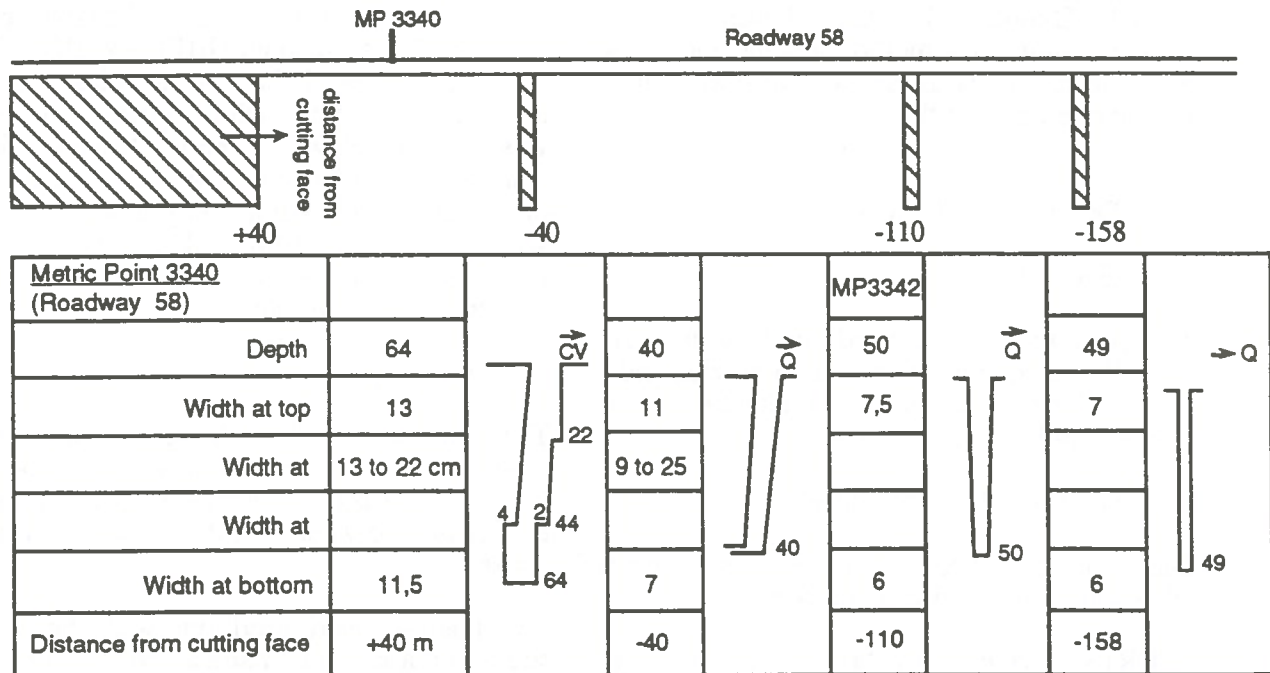 MP 3340
Roadway 58
distance from
cutting face
+40
-40
-110
-158
Metric Point 3340
(Roadway 58)
MP3342
Depth
64
CV
40
Q
50
Q
49
Q
Width at top
13
11
7,5
7
22
Width at
13 to 22 cm
9 to 25
Width at
4
2
44
40
50
49
Width at bottom
11,5
64
7
6
6
Distance from cutting face
+40 m
-40
-110
-158